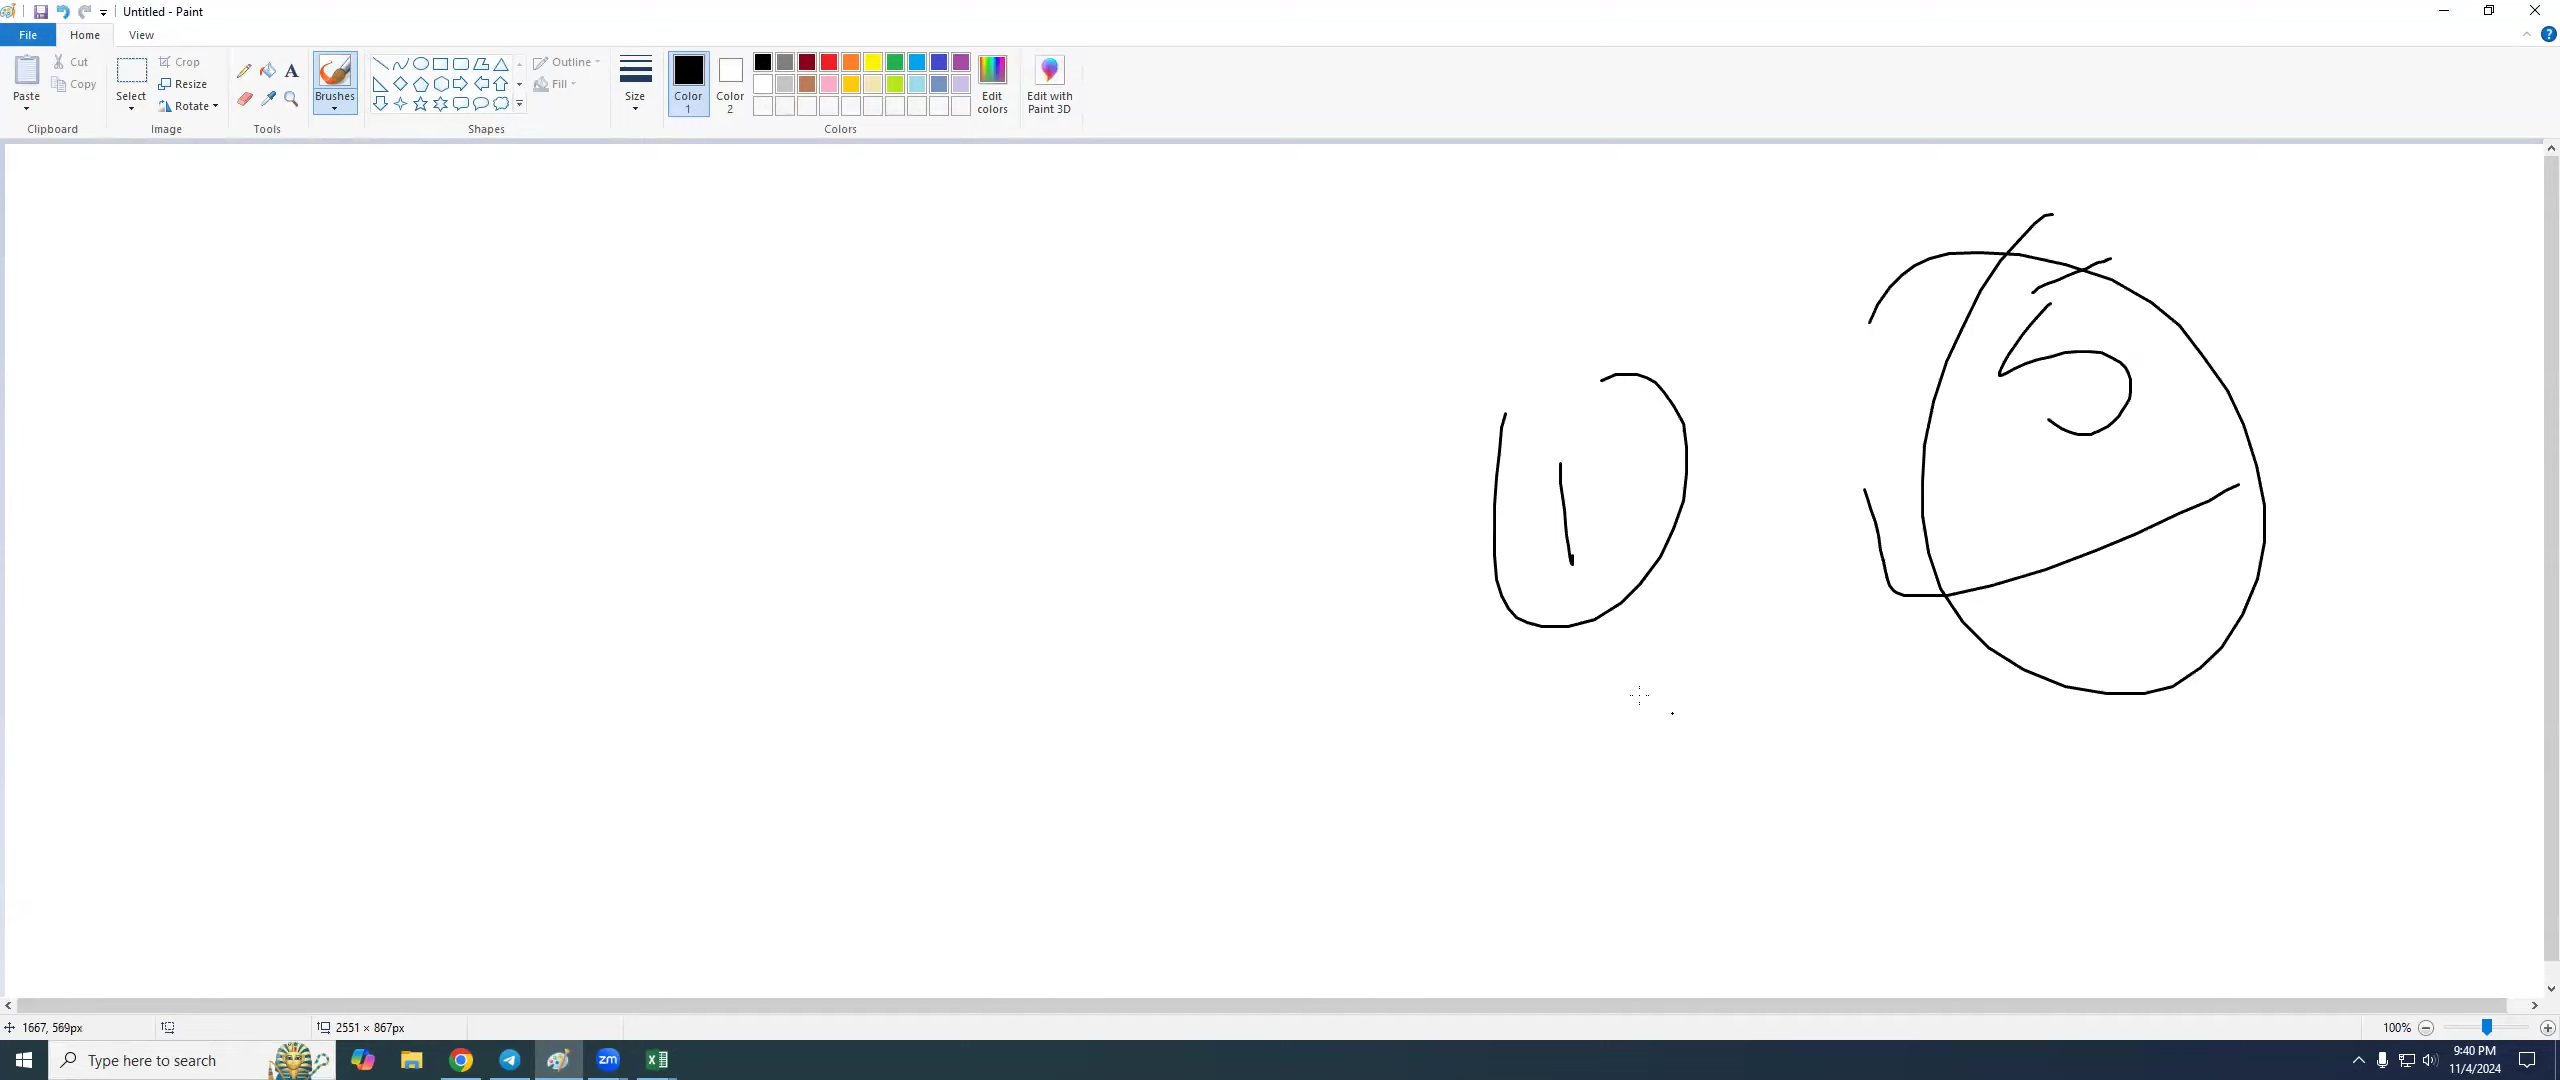 Untitled - Paint
File Home View
Paste Cut Copy Clipboard
Select Crop Resize Rotate Image
Tools
Brushes
Shapes
Outline Fill
Size
Color 1 Color 2
Colors
Edit colors
Edit with Paint 3D
1 5
1667, 569px 2551 × 867px 100%
Type here to search zm 9:40 PM
11/4/2024